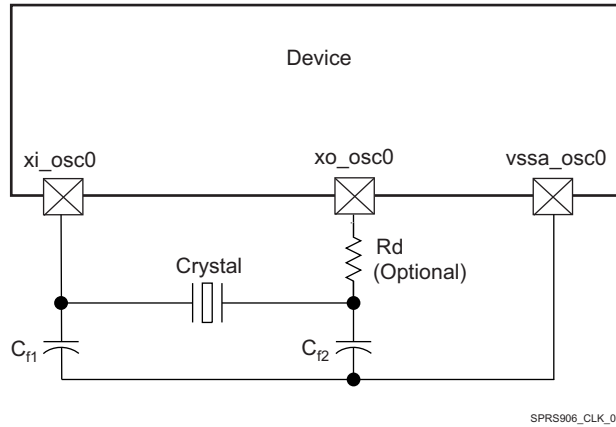 Device
xi_osc0
xo_osc0
vssa_osc0
Rd
(Optional)
Crystal
Cf1
Cf2
SPRS906_CLK_0